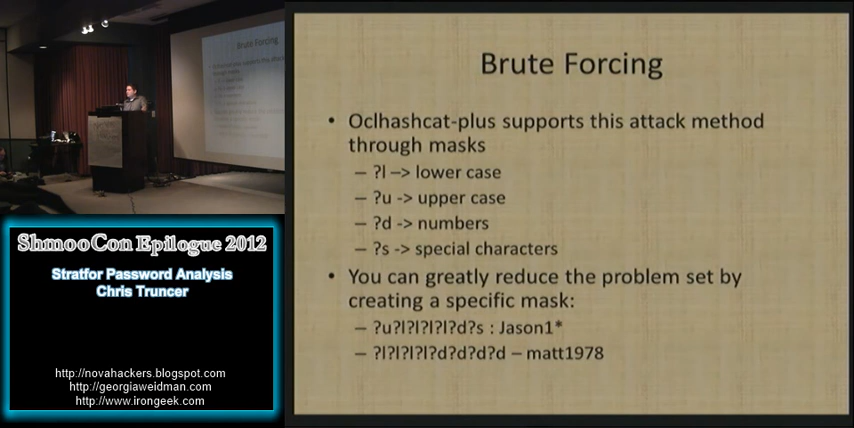 Brute Forcing
• Oclhashcat-plus supports this attack method
through masks
– ?l –> lower case
– ?u -> upper case
– ?d -> numbers
– ?s -> special characters
• You can greatly reduce the problem set by
creating a specific mask:
– ?u?l?l?l?l?d?s : Jason1*
– ?l?l?l?l?d?d?d?d – matt1978
Brute Forcing
ShmooCon Epilogue 2012
Stratfor Password Analysis
Chris Truncer
http://novahackers.blogspot.com
http://georgiaweidman.com
http://www.irongeek.com